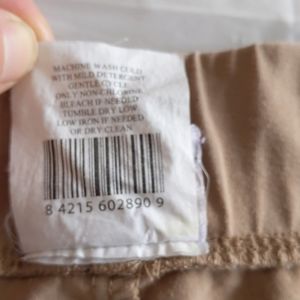 MACHINE WASH COLD
WITH MILD DETERGENT
GENTLE CYCLE
ONLY NON-CHLORINE
BLEACH IF NEEDED
TUMBLE DRY LOW
LOW IRON IF NEEDED
OR DRY CLEAN
8 4215 602890 9